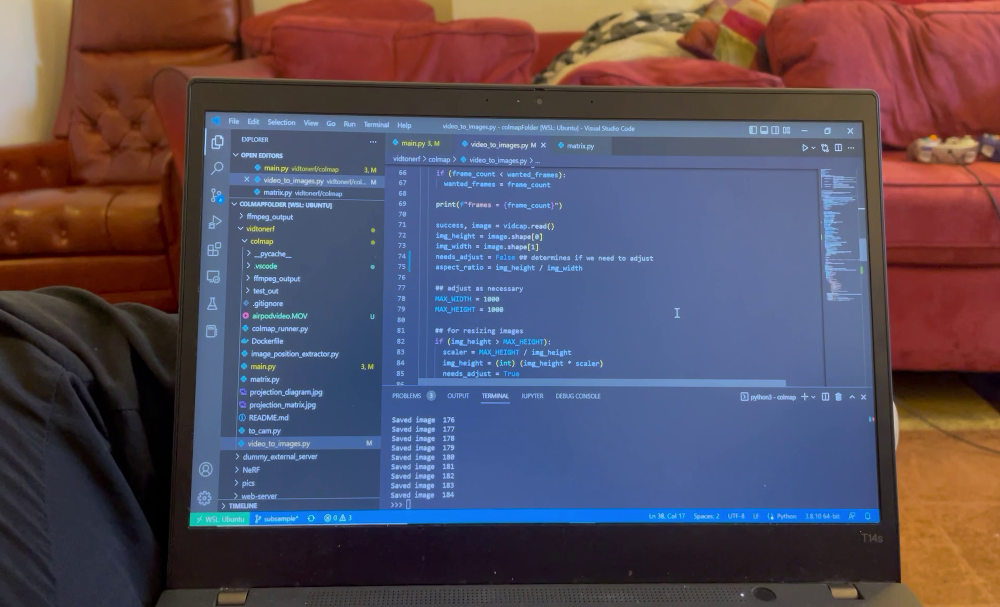 File Edit Selection View Go Run Terminal Help
video_to_images.py - colmapFolder [WSL: Ubuntu] - Visual Studio Code
EXPLORER
OPEN EDITORS
main.py vidtonerf/colmap 3, M
video_to_images.py vidtonerf/col... M
matrix.py vidtonerf/colmap
COLMAPFOLDER [WSL: UBUNTU]
ffmpeg_output
vidtonerf
colmap
__pycache__
.vscode
ffmpeg_output
test_out
.gitignore
airpodvideo.MOV U
colmap_runner.py
Dockerfile
image_position_extractor.py
main.py 3, M
matrix.py
projection_diagram.jpg
projection_matrix.jpg
README.md
to_cam.py
video_to_images.py M
dummy_external_server
NeRF
pics
web-server
TIMELINE
main.py 3, M
video_to_images.py M
matrix.py
vidtonerf > colmap > video_to_images.py > ...
66 if (frame_count < wanted_frames):
67 wanted_frames = frame_count
68
69 print(f"frames = {frame_count}")
70
71 success, image = vidcap.read()
72 img_height = image.shape[0]
73 img_width = image.shape[1]
74 needs_adjust = False ## determines if we need to adjust
75 aspect_ratio = img_height / img_width
76
77 ## adjust as necessary
78 MAX_WIDTH = 1000
79 MAX_HEIGHT = 1000
80
81 ## for resizing images
82 if (img_height > MAX_HEIGHT):
83 scaler = MAX_HEIGHT / img_height
84 img_height = (int) (img_height * scaler)
85 needs_adjust = True
86
PROBLEMS 3 OUTPUT TERMINAL JUPYTER DEBUG CONSOLE
python3 - colmap
Saved image 176
Saved image 177
Saved image 178
Saved image 179
Saved image 180
Saved image 181
Saved image 182
Saved image 183
Saved image 184
>>>
WSL: Ubuntu subsample* 0 3
Ln 38, Col 17 Spaces: 2 UTF-8 LF Python 3.8.10 64-bit
T14s